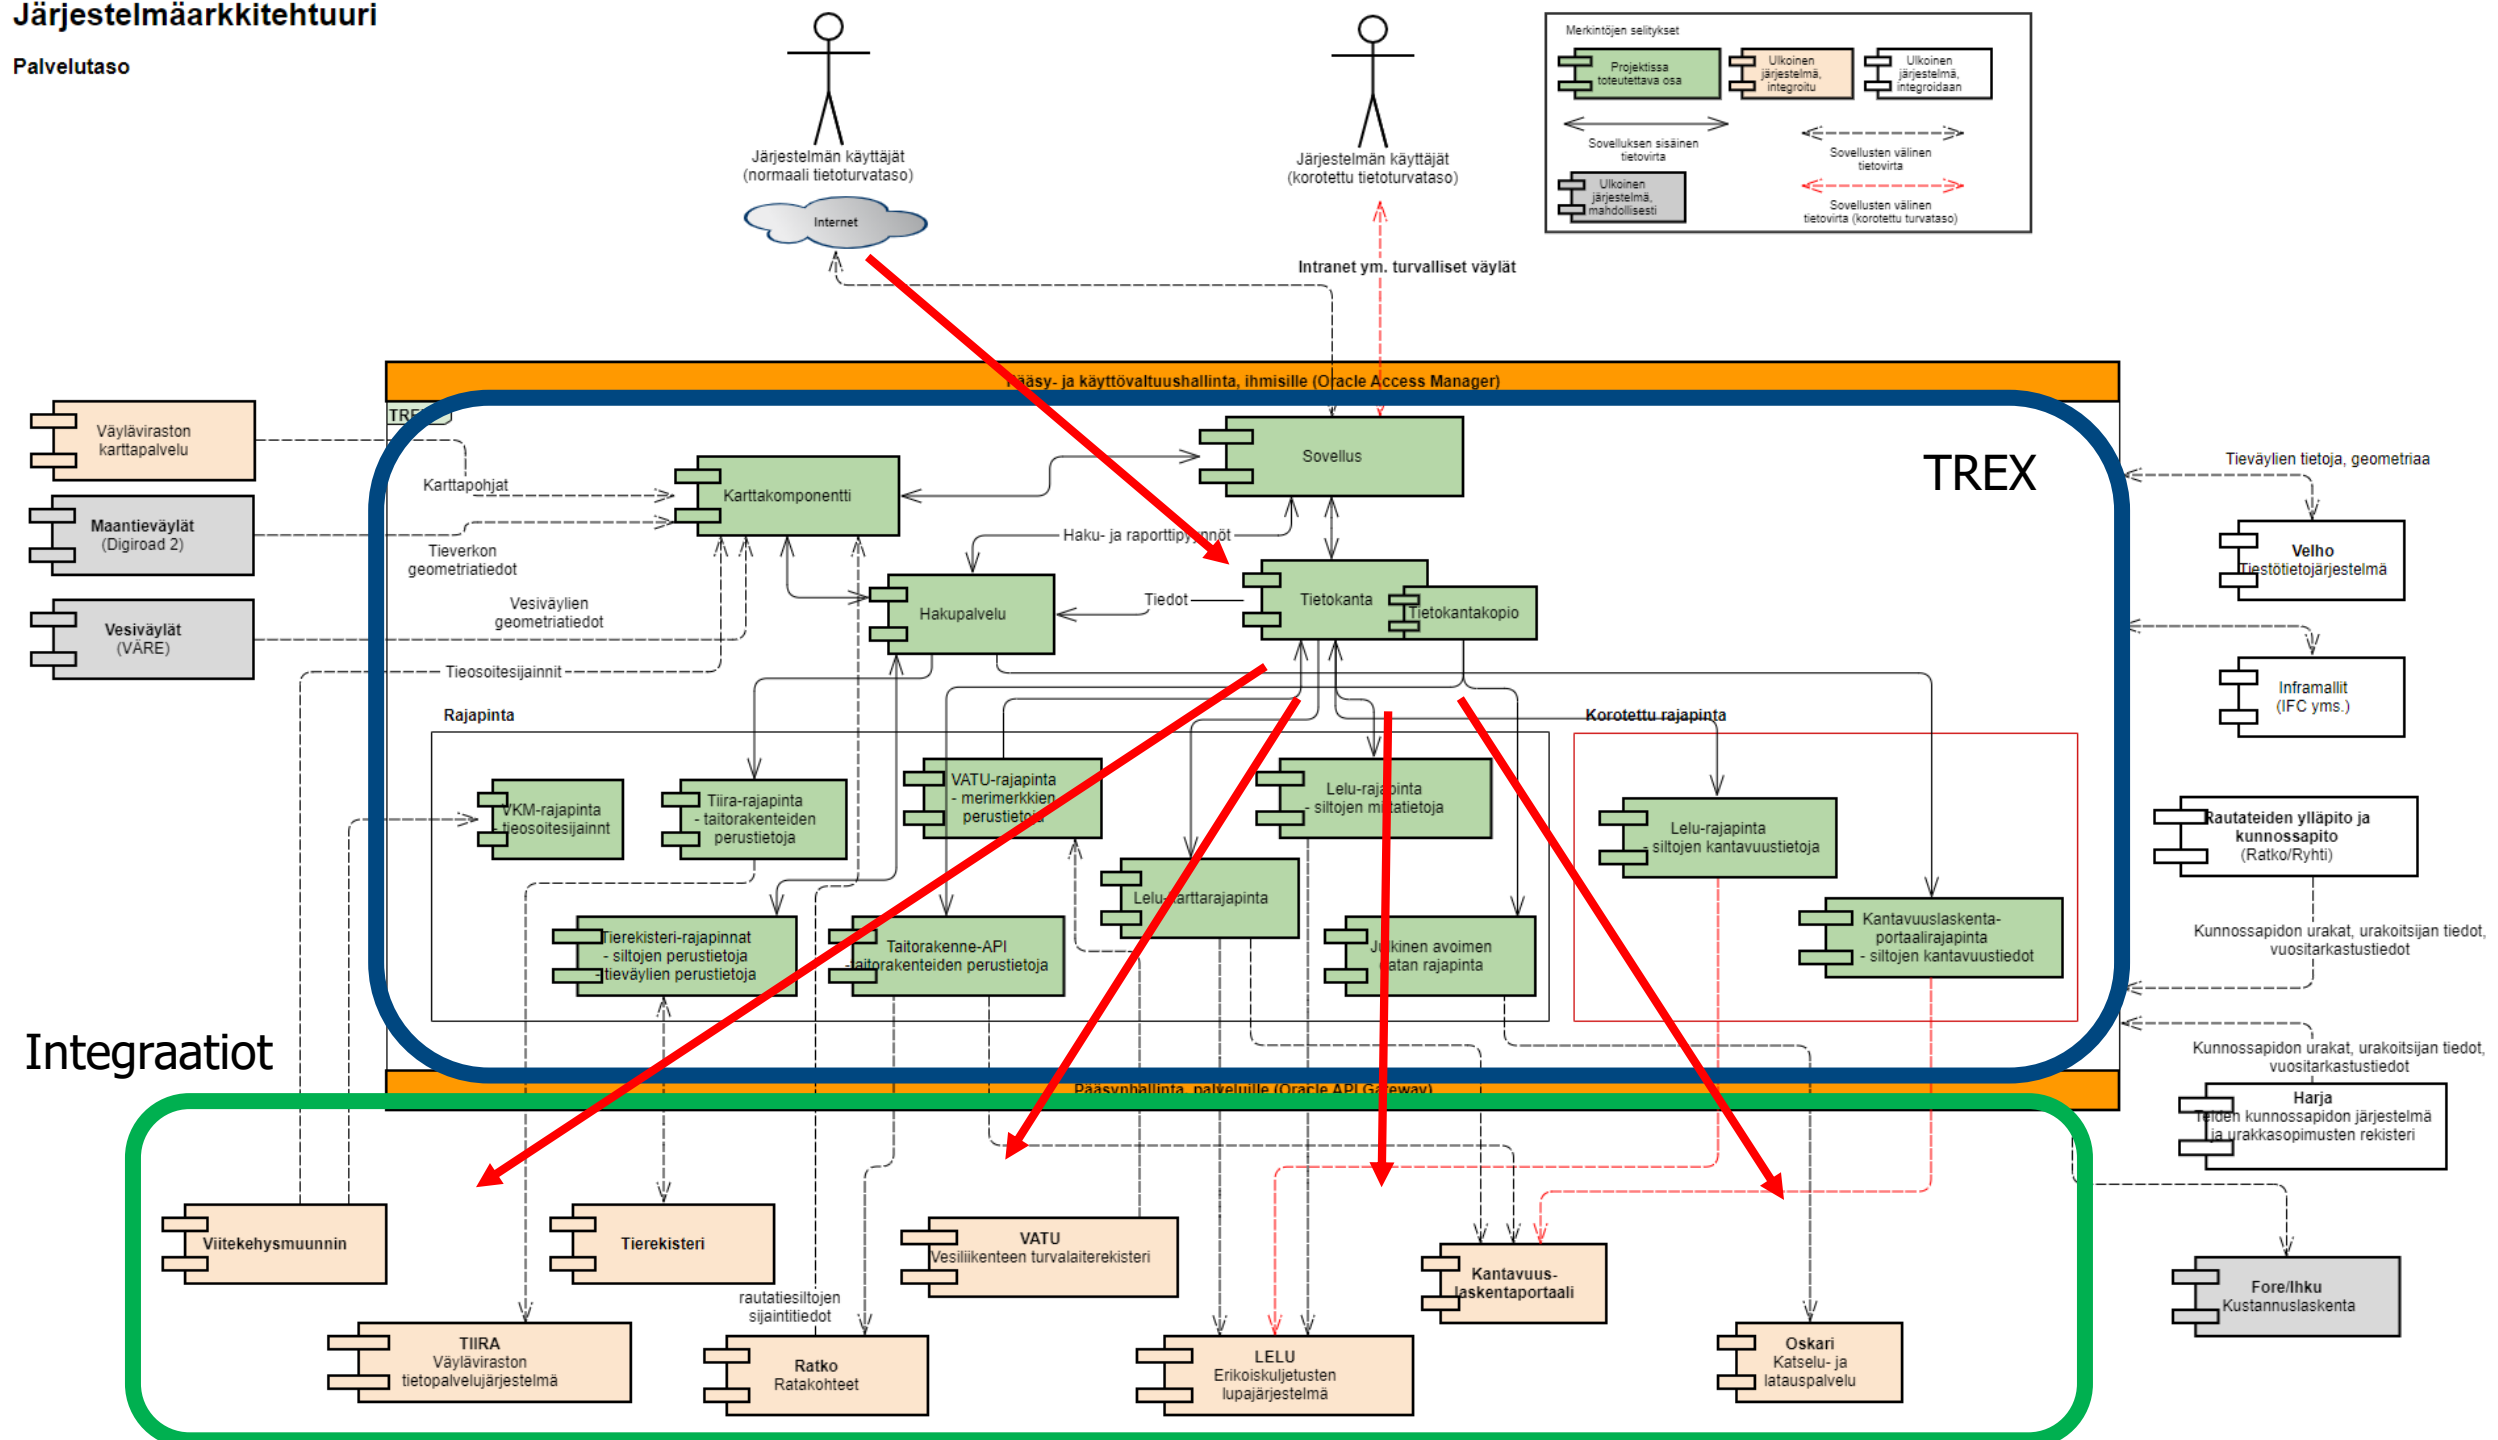 Järjestelmäarkkitehtuuri
Palvelutaso
Järjestelmän käyttäjät
(normaali tietoturvataso)
Internet
Järjestelmän käyttäjät
(korotettu tietoturvataso)
Intranet ym. turvalliset väylät
Merkintöjen selitykset
Projektissa
toteutettava osa
Ulkoinen
järjestelmä,
integroitu
Ulkoinen
järjestelmä,
integroidaan
Sovelluksen sisäinen
tietovirta
Sovellusten välinen
tietovirta
Ulkoinen
järjestelmä,
mahdollisesti
Sovellusten välinen
tietovirta (korotettu turvataso)
Pääsy- ja käyttövaltuushallinta, ihmisille (Oracle Access Manager)
TREX
Väyläviraston
karttapalvelu
Maantieväylät
(Digiroad 2)
Vesiväylät
(VÄRE)
Karttapohjat
Tieverkon
geometriatiedot
Vesiväylien
geometriatiedot
Tieosoitesijainnit
Karttakomponentti
Sovellus
Haku- ja raporttipyynnöt
Hakupalvelu
Tiedot
Tietokanta
Tietokantakopio
Tieväylien tietoja, geometriaa
Velho
Tiestötietojärjestelmä
Inframallit
(IFC yms.)
Rautateiden ylläpito ja
kunnossapito
(Ratko/Ryhti)
Kunnossapidon urakat, urakoitsijan tiedot,
vuositarkastustiedot
Kunnossapidon urakat, urakoitsijan tiedot,
vuositarkastustiedot
Harja
Teiden kunnossapidon järjestelmä
ja urakkasopimusten rekisteri
Fore/Ihku
Kustannuslaskenta
Rajapinta
Korotettu rajapinta
VKM-rajapinta
- tieosoitesijainnt
Tiira-rajapinta
- taitorakenteiden
perustietoja
VATU-rajapinta
- merimerkkien
perustietoja
Lelu-rajapinta
- siltojen mittatietoja
Lelu-rajapinta
- siltojen kantavuustietoja
Lelu-karttarajapinta
Tierekisteri-rajapinnat
- siltojen perustietoja
- tieväylien perustietoja
Taitorakenne-API
-taitorakenteiden perustietoja
Julkinen avoimen
datan rajapinta
Kantavuuslaskenta-
portaalirajapinta
- siltojen kantavuustiedot
Integraatiot
Pääsynhallinta, palveluille (Oracle API Gateway)
Viitekehysmuunnin
Tierekisteri
VATU
Vesiliikenteen turvalaiterekisteri
Kantavuus-
laskentaportaali
rautatiesiltojen
sijaintitiedot
TIIRA
Väyläviraston
tietopalvelujärjestelmä
Ratko
Ratakohteet
LELU
Erikoiskuljetusten
lupajärjestelmä
Oskari
Katselu- ja
latauspalvelu